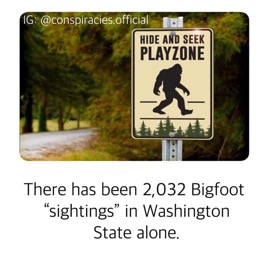 IG: @conspiracies.official
HIDE AND SEEK
PLAYZONE
There has been 2,032 Bigfoot
“sightings” in Washington
State alone.